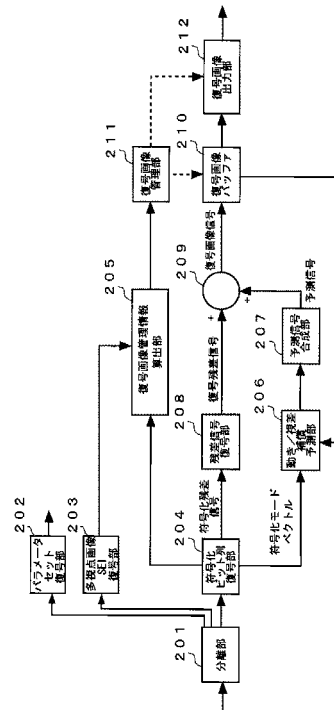 201
分離部
202
パラメータ
セット
復号部
203
多視点画像
SEI
復号部
204
符号化
ビット列
復号部
205
復号画像管理情報
算出部
符号化残差
信号
208
残差信号
復号部
復号残差信号
符号化モード
ベクトル
206
動き/視差
補償
予測部
207
予測信号
合成部
予測信号
209
+
+
復号画像信号
211
復号画像
管理部
210
復号画像
バッファ
212
復号画像
出力部